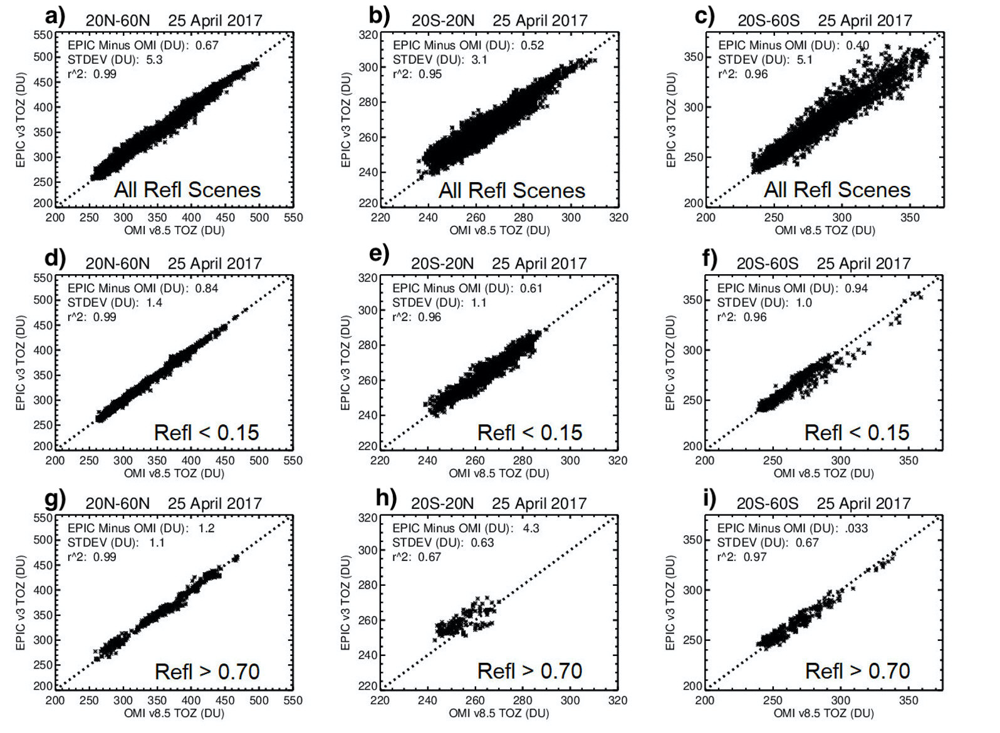 a)
20N-60N 25 April 2017
EPIC Minus OMI (DU): 0.67
STDEV (DU): 5.3
r^2: 0.99
All Refl Scenes
EPIC v3 TOZ (DU)
550
500
450
400
350
300
250
200
200 250 300 350 400 450 500 550
OMI v8.5 TOZ (DU)
b)
20S-20N 25 April 2017
EPIC Minus OMI (DU): 0.52
STDEV (DU): 3.1
r^2: 0.95
All Refl Scenes
EPIC v3 TOZ (DU)
320
300
280
260
240
220
220 240 260 280 300 320
OMI v8.5 TOZ (DU)
c)
20S-60S 25 April 2017
EPIC Minus OMI (DU): 0.40
STDEV (DU): 5.1
r^2: 0.96
All Refl Scenes
EPIC v3 TOZ (DU)
350
300
250
200
200 250 300 350
OMI v8.5 TOZ (DU)
d)
20N-60N 25 April 2017
EPIC Minus OMI (DU): 0.84
STDEV (DU): 1.4
r^2: 0.99
Refl < 0.15
EPIC v3 TOZ (DU)
550
500
450
400
350
300
250
200
200 250 300 350 400 450 500 550
OMI v8.5 TOZ (DU)
e)
20S-20N 25 April 2017
EPIC Minus OMI (DU): 0.61
STDEV (DU): 1.1
r^2: 0.96
Refl < 0.15
EPIC v3 TOZ (DU)
320
300
280
260
240
220
220 240 260 280 300 320
OMI v8.5 TOZ (DU)
f)
20S-60S 25 April 2017
EPIC Minus OMI (DU): 0.94
STDEV (DU): 1.0
r^2: 0.96
Refl < 0.15
EPIC v3 TOZ (DU)
350
300
250
200
200 250 300 350
OMI v8.5 TOZ (DU)
g)
20N-60N 25 April 2017
EPIC Minus OMI (DU): 1.2
STDEV (DU): 1.1
r^2: 0.99
Refl > 0.70
EPIC v3 TOZ (DU)
550
500
450
400
350
300
250
200
200 250 300 350 400 450 500 550
OMI v8.5 TOZ (DU)
h)
20S-20N 25 April 2017
EPIC Minus OMI (DU): 4.3
STDEV (DU): 0.63
r^2: 0.67
Refl > 0.70
EPIC v3 TOZ (DU)
320
300
280
260
240
220
220 240 260 280 300 320
OMI v8.5 TOZ (DU)
i)
20S-60S 25 April 2017
EPIC Minus OMI (DU): .033
STDEV (DU): 0.67
r^2: 0.97
Refl > 0.70
EPIC v3 TOZ (DU)
350
300
250
200
200 250 300 350
OMI v8.5 TOZ (DU)